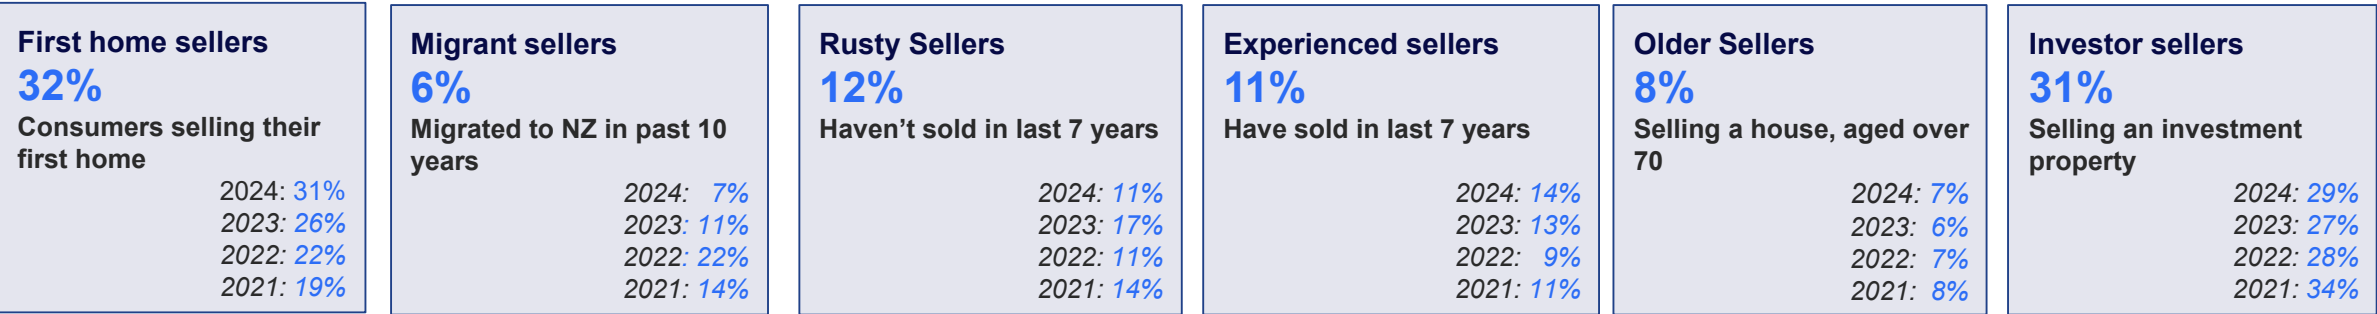 First home sellers
32%
Consumers selling their
first home
2024: 31%
2023: 26%
2022: 22%
2021: 19%
Migrant sellers
6%
Migrated to NZ in past 10
years
2024: 7%
2023: 11%
2022: 22%
2021: 14%
Rusty Sellers
12%
Haven't sold in last 7 years
2024: 11%
2023: 17%
2022: 11%
2021: 14%
Experienced sellers
11%
Have sold in last 7 years
2024: 14%
2023: 13%
2022: 9%
2021: 11%
Older Sellers
8%
Selling a house, aged over
70
2024: 7%
2023: 6%
2022: 7%
2021: 8%
Investor sellers
31%
Selling an investment
property
2024: 29%
2023: 27%
2022: 28%
2021: 34%